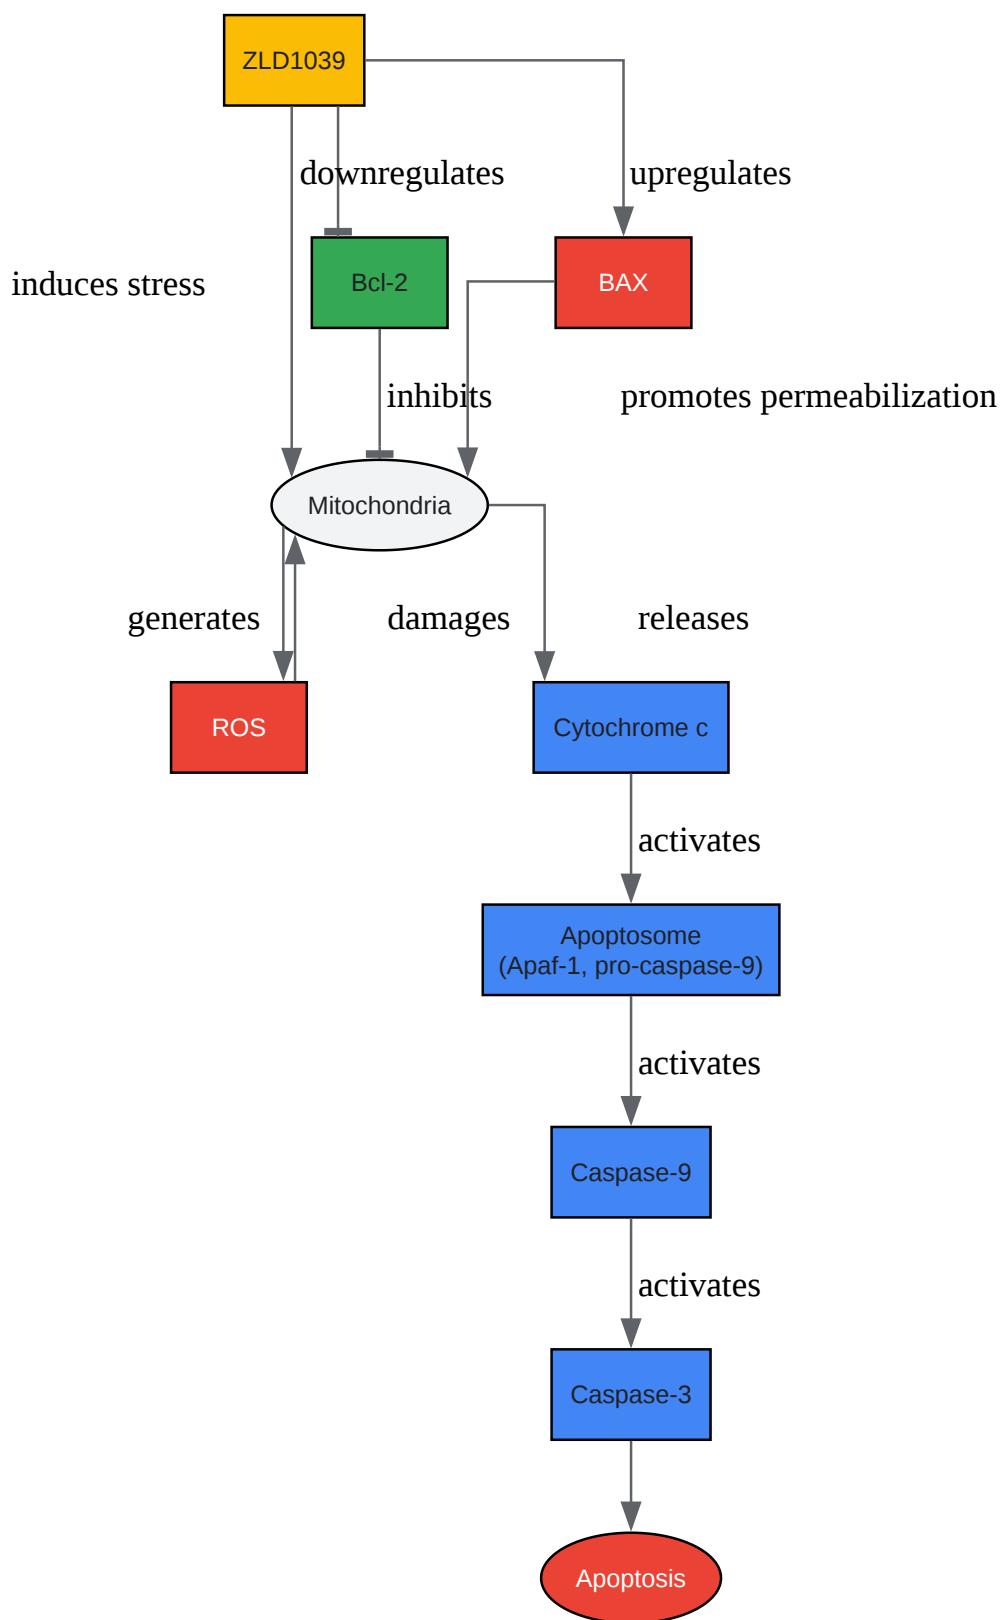 ZLD1039
downregulates
upregulates
induces stress
Bcl-2
BAX
inhibits
promotes permeabilization
Mitochondria
generates
damages
releases
ROS
Cytochrome c
activates
Apoptosome
(Apaf-1, pro-caspase-9)
activates
Caspase-9
activates
Caspase-3
Apoptosis